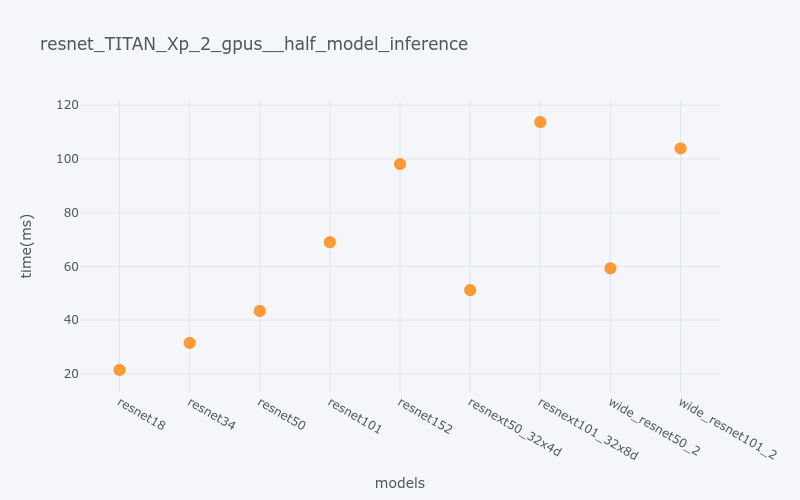 resnet_TITAN_Xp_2_gpus__half_model_inference
120
100
80
60
40
20
time(ms)
resnet18
resnet34
resnet50
resnet101
resnet152
resnext50_32x4d
resnext101_32x8d
wide_resnet50_2
wide_resnet101_2
models